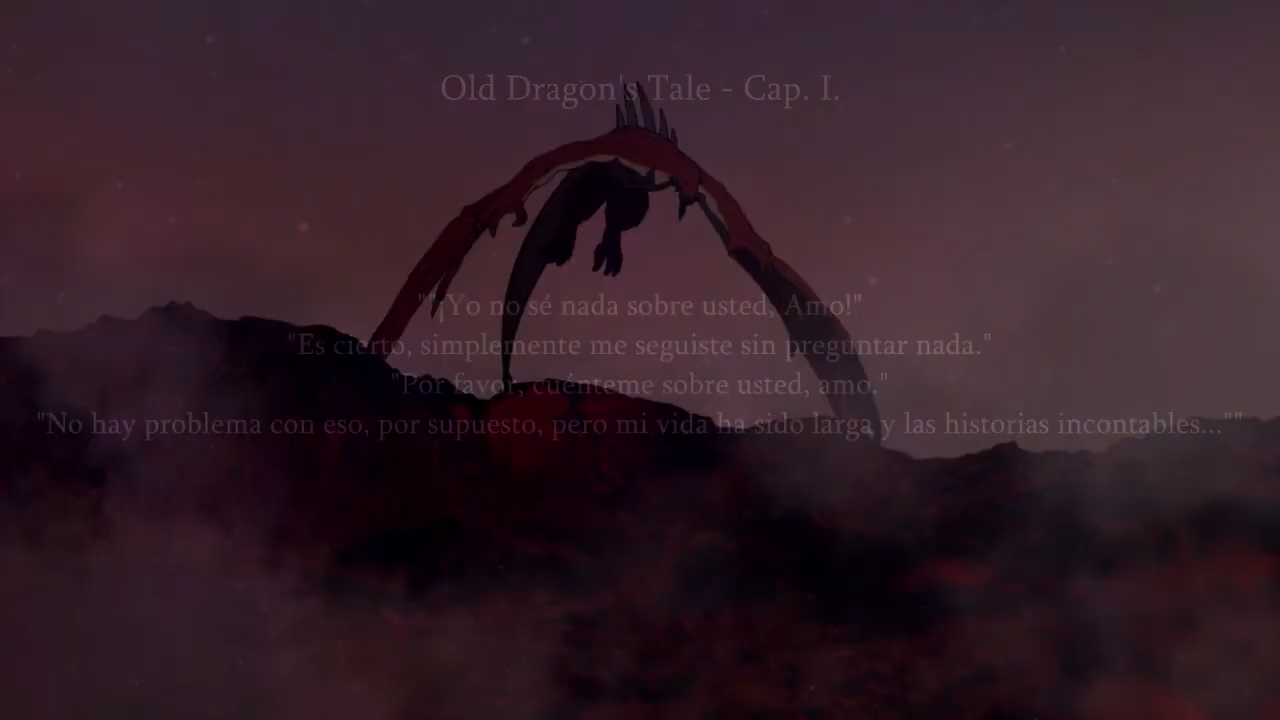 Old Dragon's Tale - Cap. I.
""¡Yo no sé nada sobre usted, Amo!"
"Es cierto, simplemente me seguiste sin preguntar nada."
"Por favor, cuénteme sobre usted, amo."
"No hay problema con eso, por supuesto, pero mi vida ha sido larga y las historias incontables...""